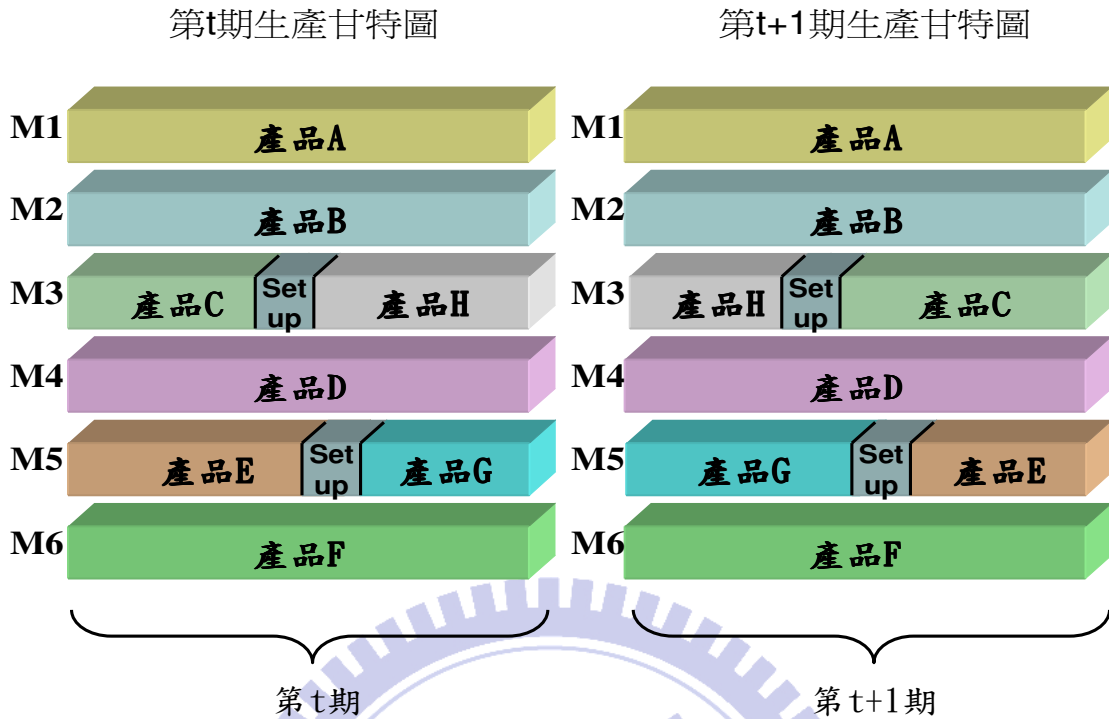 第t期生產甘特圖
M1 產品A
M2 產品B
M3 產品C Set up 產品H
M4 產品D
M5 產品E Set up 產品G
M6 產品F
第t期
第t+1期生產甘特圖
M1 產品A
M2 產品B
M3 產品H Set up 產品C
M4 產品D
M5 產品G Set up 產品E
M6 產品F
第t+1期